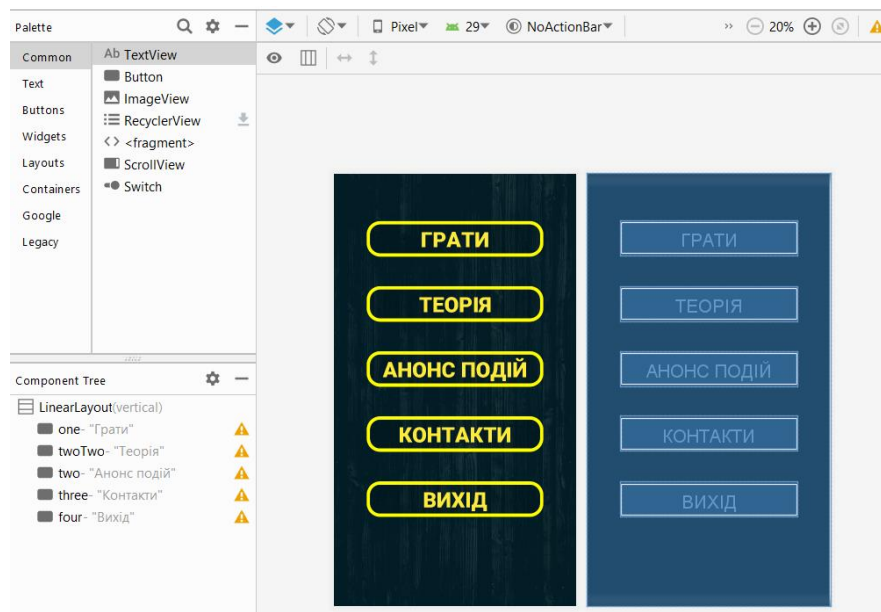 Palette
Pixel 29 NoActionBar » 20%
Common
Text
Buttons
Widgets
Layouts
Containers
Google
Legacy
Ab TextView
Button
ImageView
RecyclerView
<> <fragment>
ScrollView
Switch
Component Tree
LinearLayout(vertical)
one- "Грати"
twoTwo- "Теорія"
two- "Анонс подій"
three- "Контакти"
four- "Вихід"
ГРАТИ
ТЕОРІЯ
АНОНС ПОДІЙ
КОНТАКТИ
ВИХІД
ГРАТИ
ТЕОРІЯ
АНОНС ПОДІЙ
КОНТАКТИ
ВИХІД